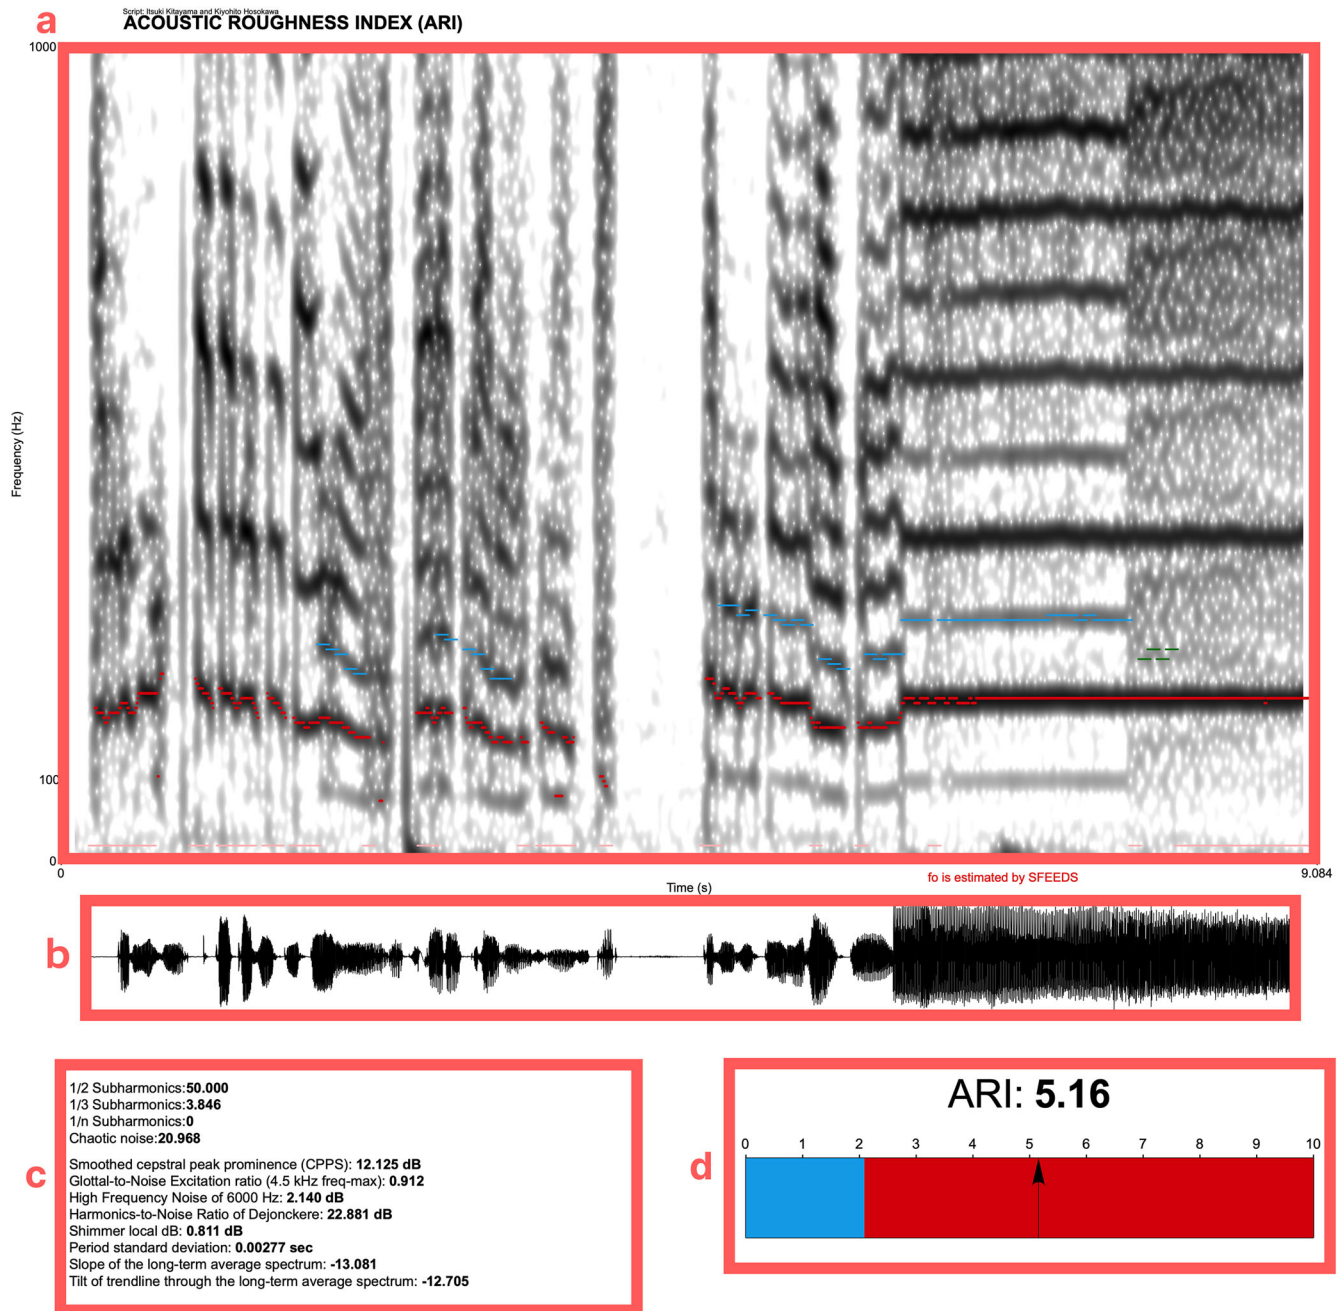 Script: Itsuki Kitayama and Kiyohito Hosokawa
a
ACOUSTIC ROUGHNESS INDEX (ARI)
1000
Frequency (Hz)
100
0
0
Time (s)
fo is estimated by SFEEDS
9.084
b
c
1/2 Subharmonics:50.000
1/3 Subharmonics:3.846
1/n Subharmonics:0
Chaotic noise:20.968
Smoothed cepstral peak prominence (CPPS): 12.125 dB
Glottal-to-Noise Excitation ratio (4.5 kHz freq-max): 0.912
High Frequency Noise of 6000 Hz: 2.140 dB
Harmonics-to-Noise Ratio of Dejonckere: 22.881 dB
Shimmer local dB: 0.811 dB
Period standard deviation: 0.00277 sec
Slope of the long-term average spectrum: -13.081
Tilt of trendline through the long-term average spectrum: -12.705
d
ARI: 5.16
0 1 2 3 4 5 6 7 8 9 10